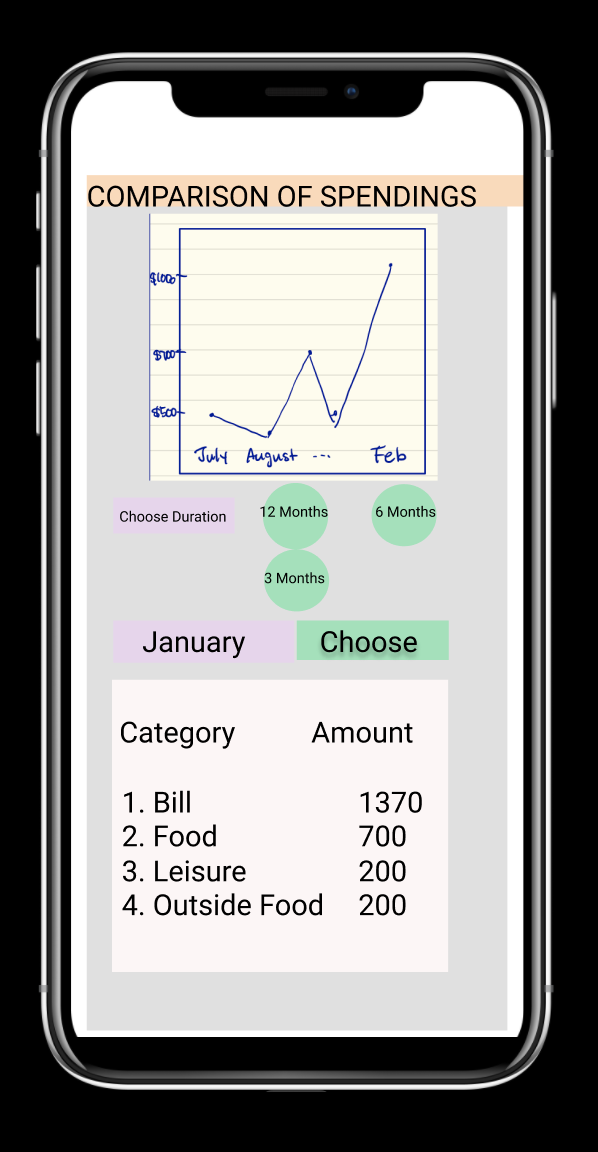 COMPARISON OF SPENDINGS
$1000
$700
$500
July August ... Feb
Choose Duration 12 Months 6 Months
3 Months
January Choose
Category Amount
1. Bill 1370
2. Food 700
3. Leisure 200
4. Outside Food 200